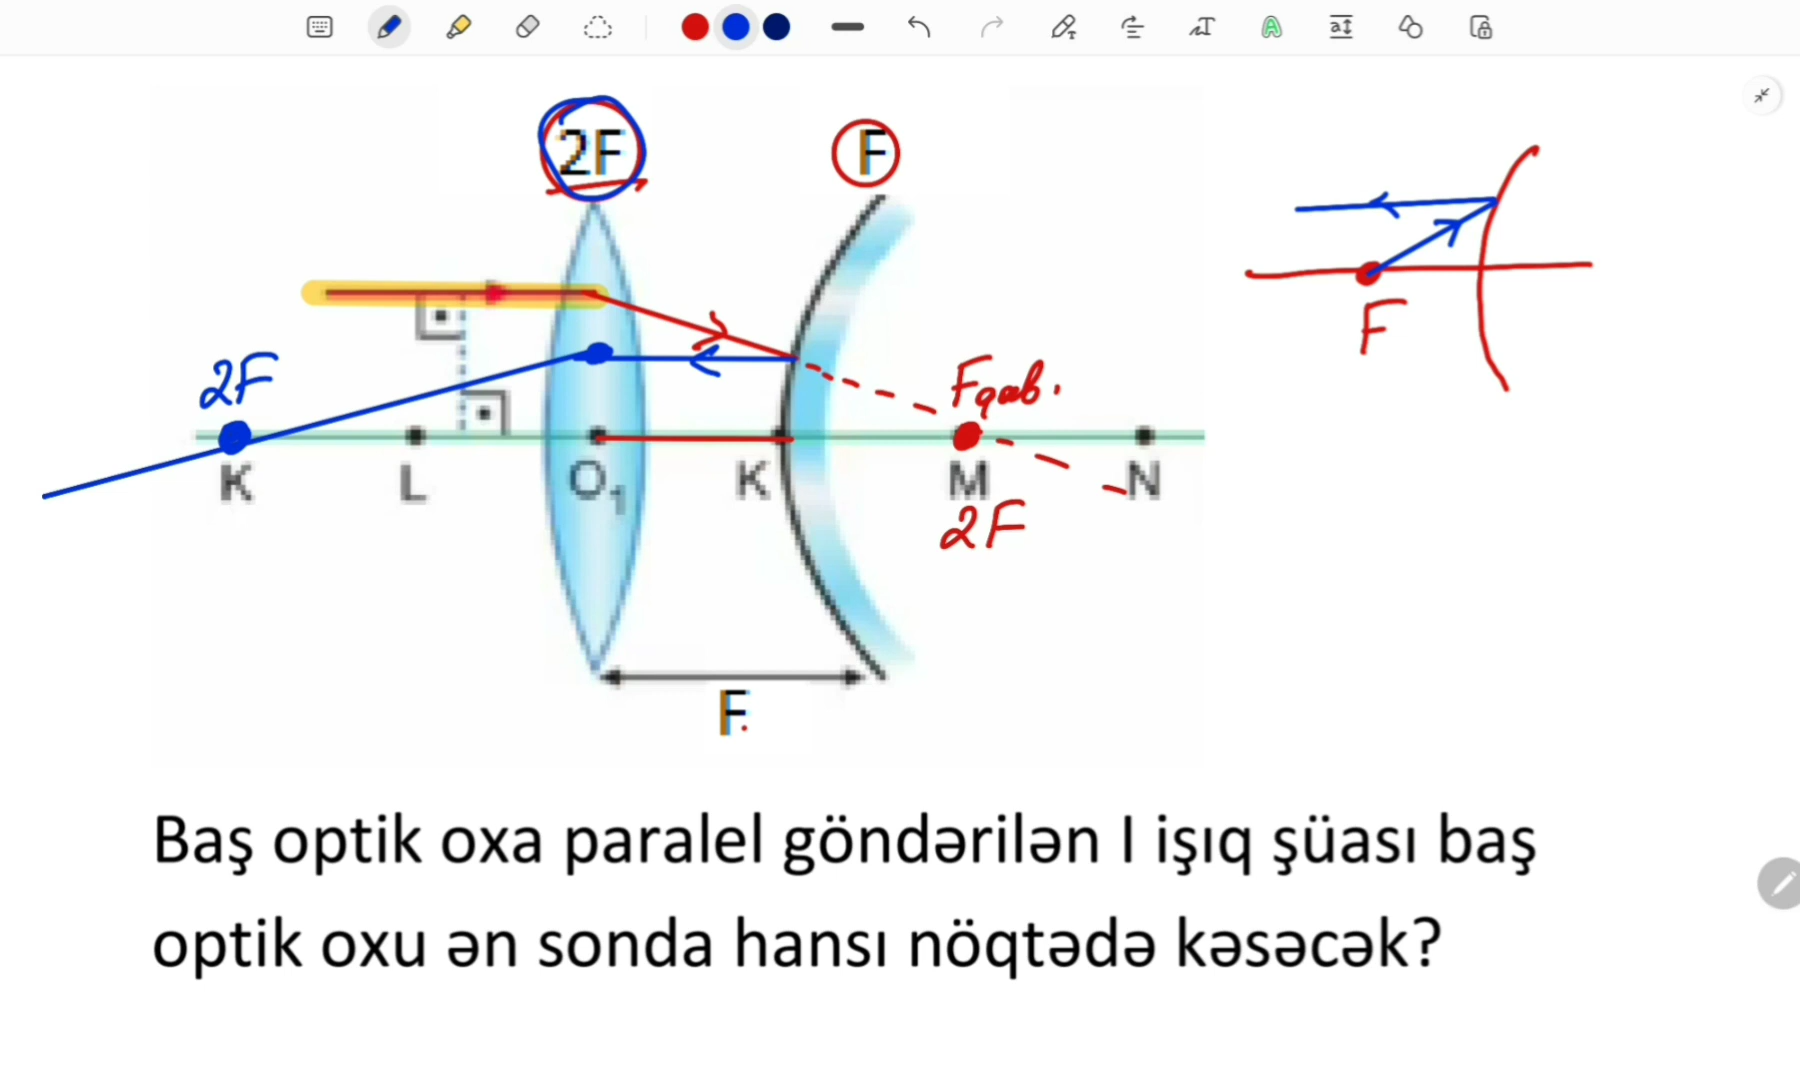 2F F
F
2F Fqab.
K L O₁ K M N
2F
F.
Baş optik oxa paralel göndərilən I işıq şüası baş
optik oxu ən sonda hansı nöqtədə kəsəcək?